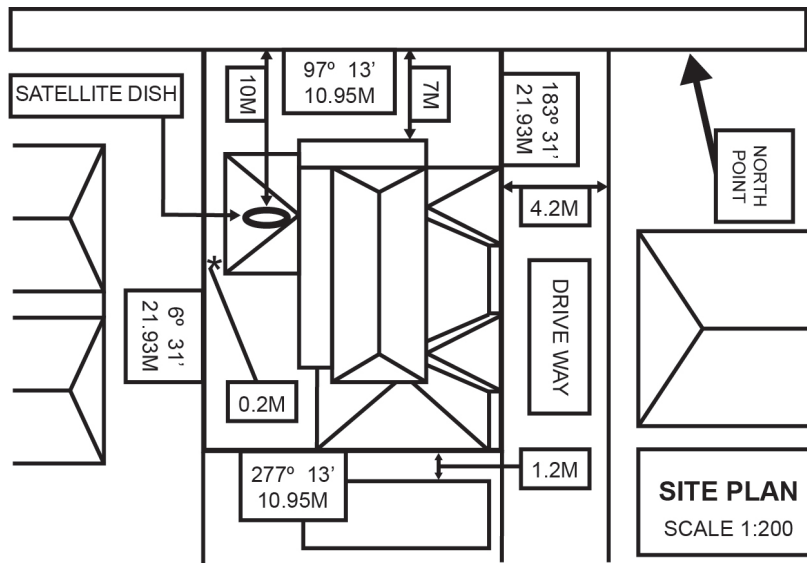 SATELLITE DISH
10M
97º 13’
10.95M
7M
183º 31’
21.93M
NORTH
POINT
4.2M
DRIVE WAY
6º 31’
21.93M
0.2M
*
277º 13’
10.95M
1.2M
SITE PLAN
SCALE 1:200